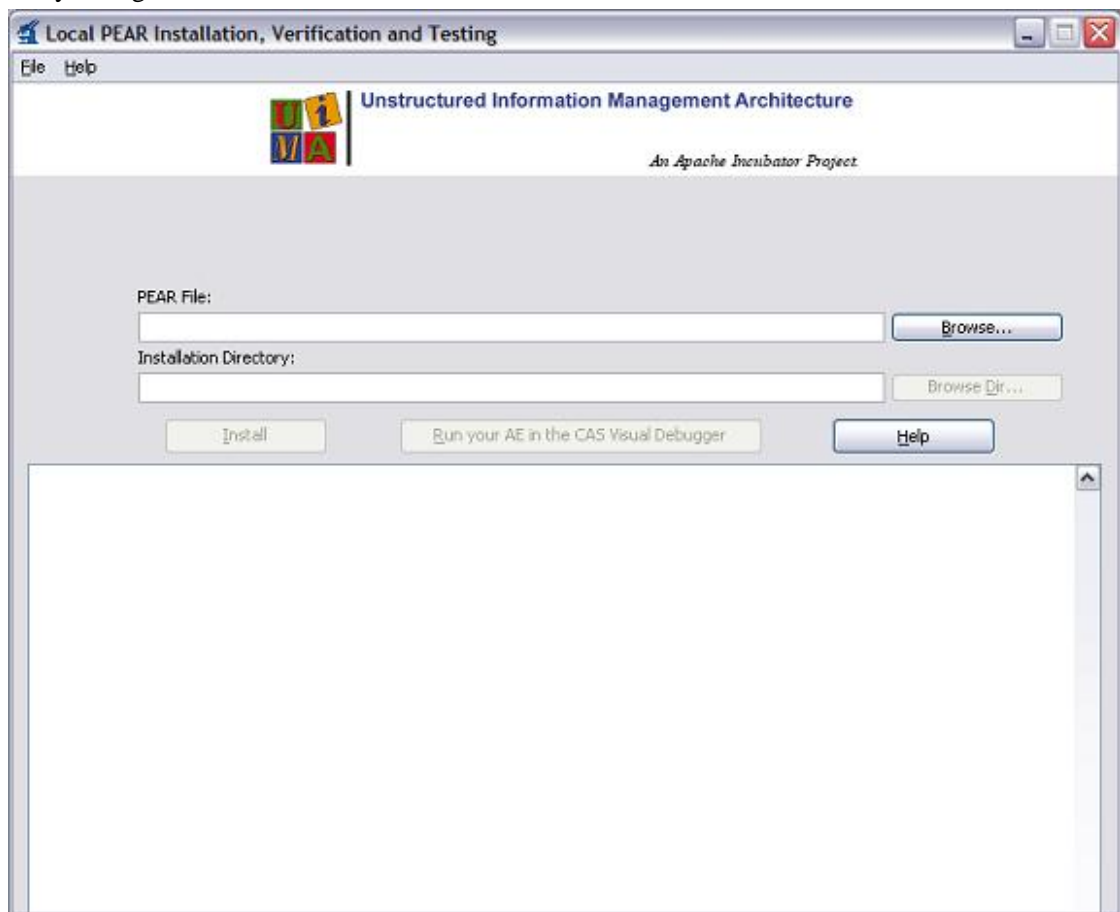 Local PEAR Installation, Verification and Testing
File Help
UiMA
Unstructured Information Management Architecture
An Apache Incubator Project
PEAR File:
Browse...
Installation Directory:
Browse Dir...
Install
Run your AE in the CAS Visual Debugger
Help